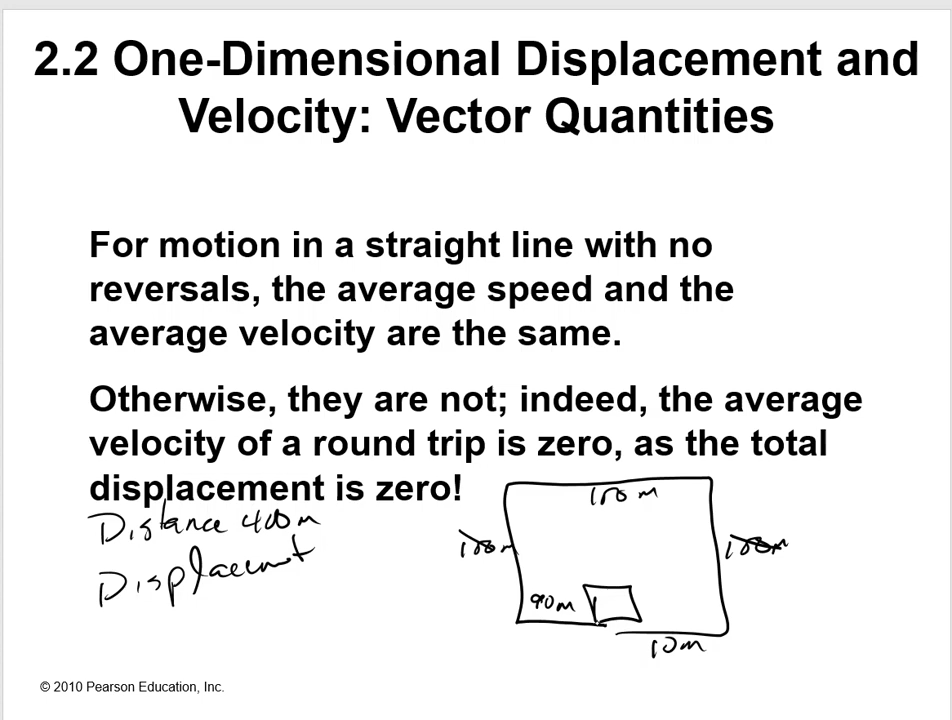 2.2 One-Dimensional Displacement and
Velocity: Vector Quantities
For motion in a straight line with no
reversals, the average speed and the
average velocity are the same.
Otherwise, they are not; indeed, the average
velocity of a round trip is zero, as the total
displacement is zero!
Distance 400m
Displacement
100 m
100m
100m
90m
10m
© 2010 Pearson Education, Inc.